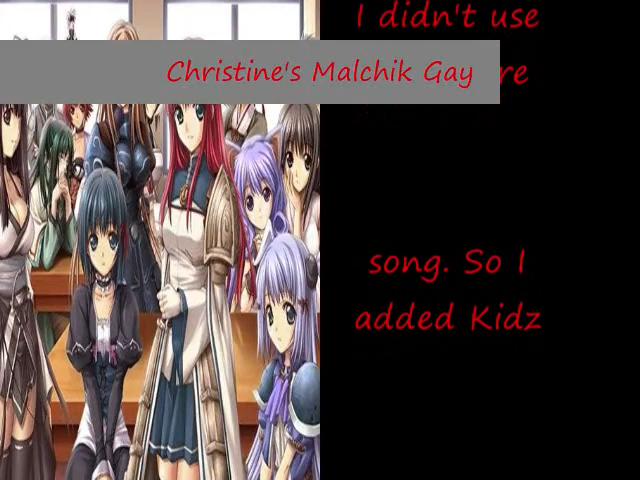 I didn't use
Christine's Malchik Gay
song. So I
added Kidz